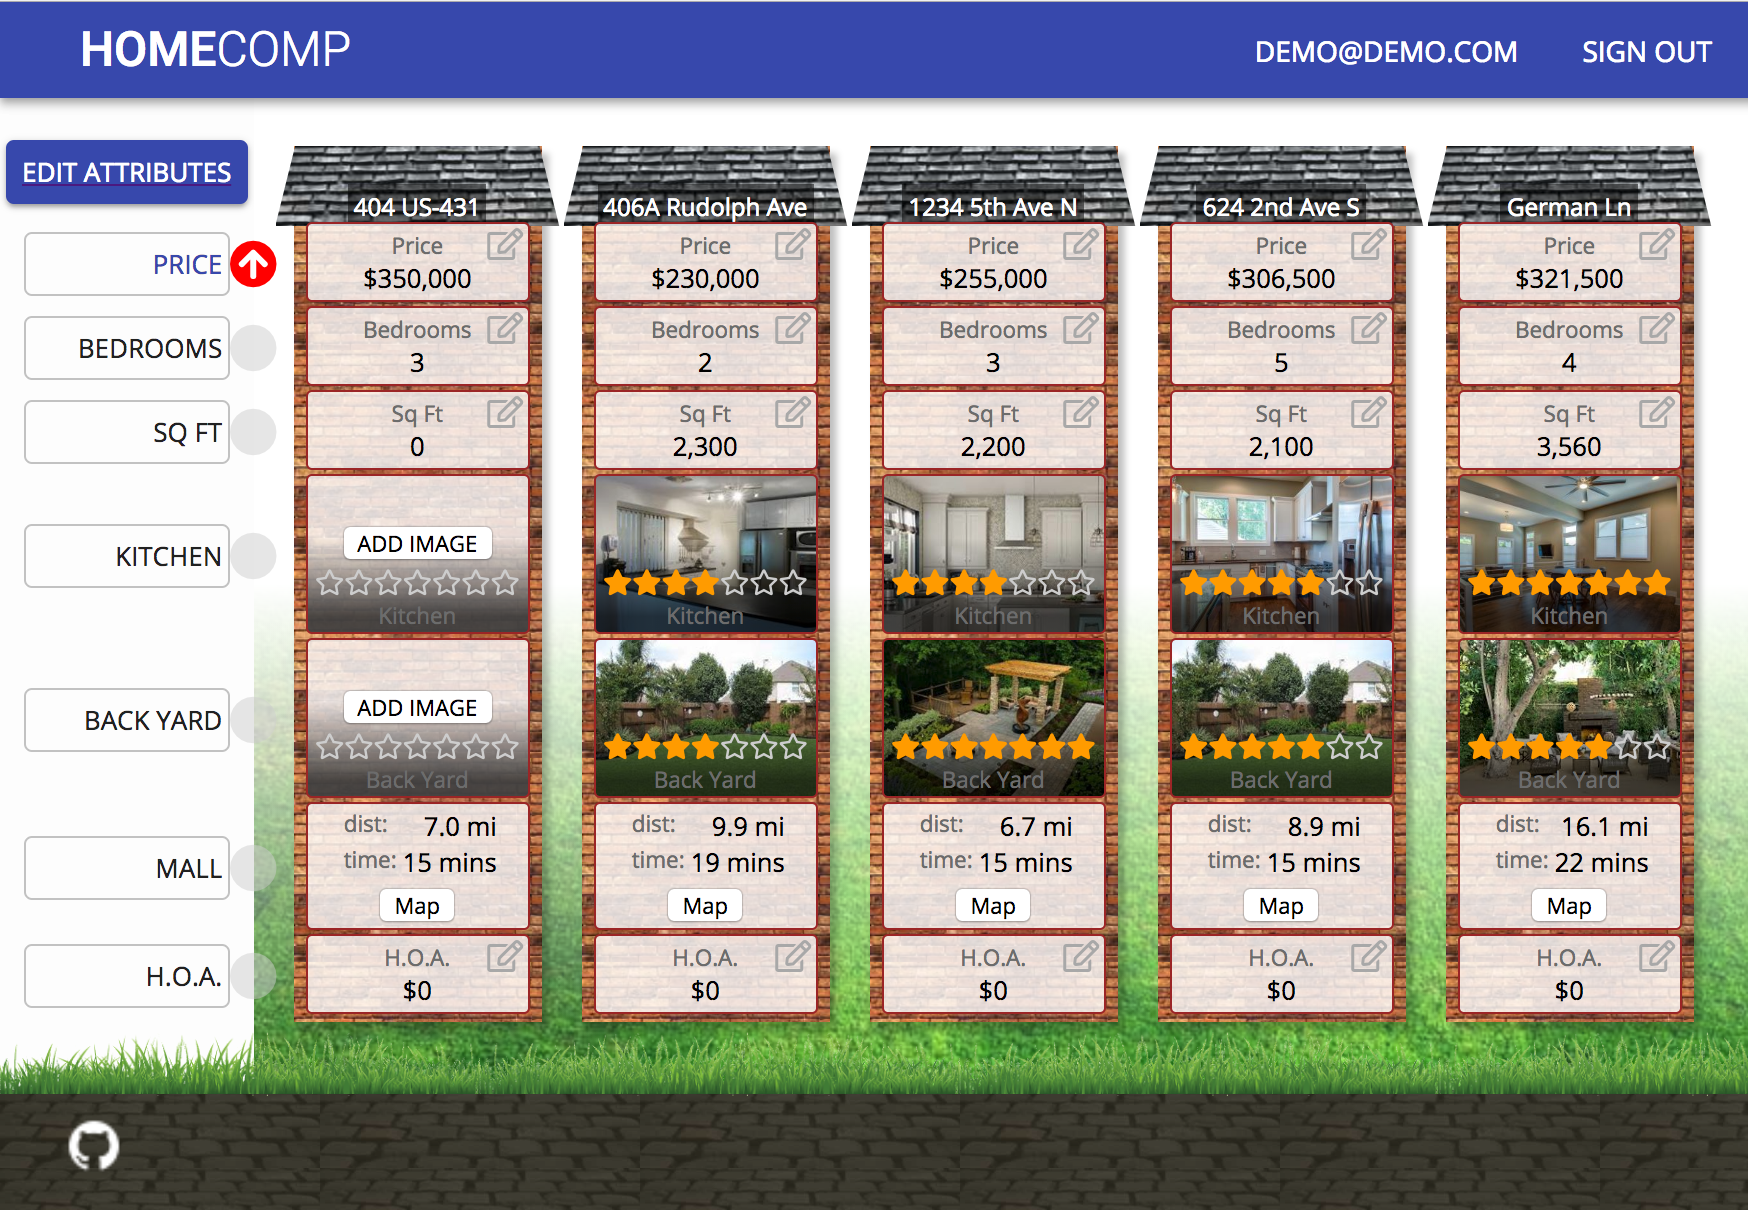 HOMECOMP
DEMO@DEMO.COM
SIGN OUT
EDIT ATTRIBUTES
PRICE
BEDROOMS
SQ FT
KITCHEN
BACK YARD
MALL
H.O.A.
404 US-431
Price
$350,000
Bedrooms
3
Sq Ft
0
ADD IMAGE
Kitchen
ADD IMAGE
Back Yard
dist: 7.0 mi
time: 15 mins
Map
H.O.A.
$0
406A Rudolph Ave
Price
$230,000
Bedrooms
2
Sq Ft
2,300
Kitchen
Back Yard
dist: 9.9 mi
time: 19 mins
Map
H.O.A.
$0
1234 5th Ave N
Price
$255,000
Bedrooms
3
Sq Ft
2,200
Kitchen
Back Yard
dist: 6.7 mi
time: 15 mins
Map
H.O.A.
$0
624 2nd Ave S
Price
$306,500
Bedrooms
5
Sq Ft
2,100
Kitchen
Back Yard
dist: 8.9 mi
time: 15 mins
Map
H.O.A.
$0
German Ln
Price
$321,500
Bedrooms
4
Sq Ft
3,560
Kitchen
Back Yard
dist: 16.1 mi
time: 22 mins
Map
H.O.A.
$0